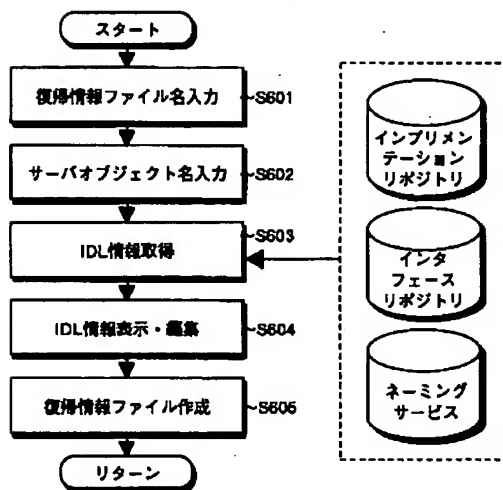 スタート
復帰情報ファイル名入力
S601
サーバオブジェクト名入力
S602
IDL情報取得
S603
IDL情報表示・編集
S604
復帰情報ファイル作成
S605
リターン
インプリメン
テーション
リポジトリ
インタ
フェース
リポジトリ
ネーミング
サービス